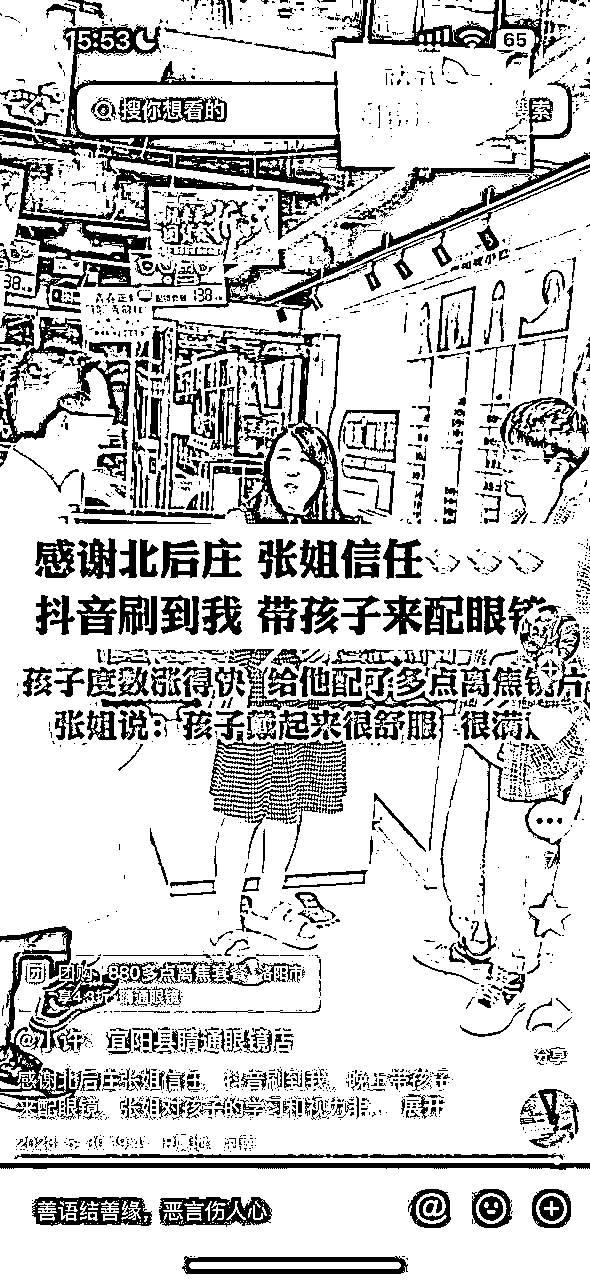 15:53
65
搜你想看的
索
138
感谢北后庄 张姐信任
抖音刷到我 带孩子来配眼镜
孩子度数涨得快 给他配了多点离焦镜片
张姐说：孩子戴起来很舒服 很满
团 团购 880多点离焦套餐 洛阳市
享4.3折 睛通眼镜
分享
@小许：宜阳县睛通眼镜店
感谢北后庄张姐信任，抖音刷到我，晚上带孩子
来配眼镜，张姐对孩子的学习和视力非... 展开
善语结善缘，恶言伤人心